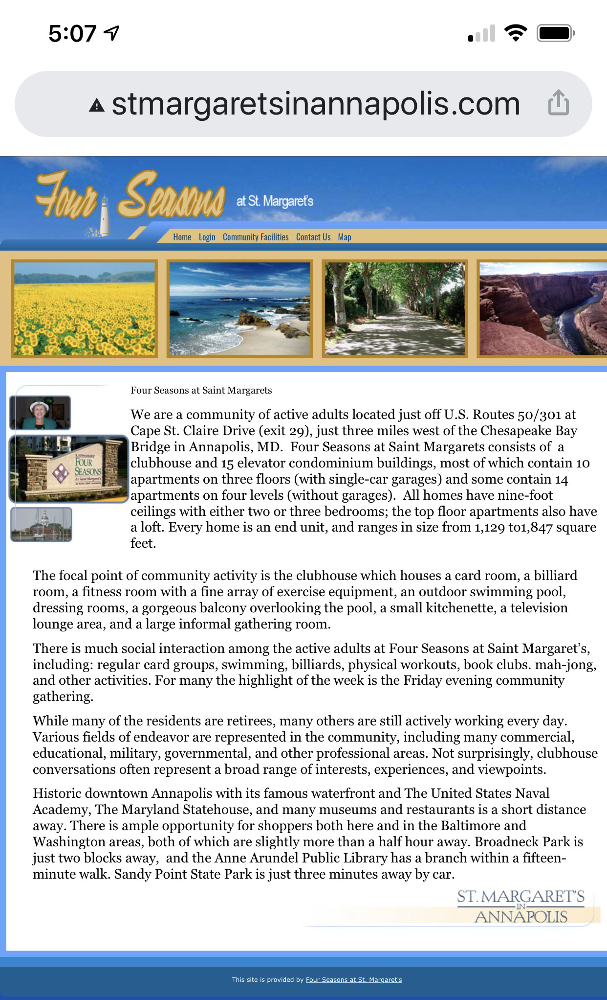 5:07
stmargaretsinannapolis.com
Four Seasons at St. Margaret's
Home Login Community Facilities Contact Us Map
Four Seasons at Saint Margarets
We are a community of active adults located just off U.S. Routes 50/301 at
Cape St. Claire Drive (exit 29), just three miles west of the Chesapeake Bay
Bridge in Annapolis, MD.  Four Seasons at Saint Margarets consists of  a
clubhouse and 15 elevator condominium buildings, most of which contain 10
apartments on three floors (with single-car garages) and some contain 14
apartments on four levels (without garages).  All homes have nine-foot
ceilings with either two or three bedrooms; the top floor apartments also have
a loft. Every home is an end unit, and ranges in size from 1,129 to1,847 square
feet.
K. HOVNANIAN'S
FOUR
SEASONS
At Saint Margaret's
An Active Adult Community
The focal point of community activity is the clubhouse which houses a card room, a billiard
room, a fitness room with a fine array of exercise equipment, an outdoor swimming pool,
dressing rooms, a gorgeous balcony overlooking the pool, a small kitchenette, a television
lounge area, and a large informal gathering room.
There is much social interaction among the active adults at Four Seasons at Saint Margaret’s,
including: regular card groups, swimming, billiards, physical workouts, book clubs. mah-jong,
and other activities. For many the highlight of the week is the Friday evening community
gathering.
While many of the residents are retirees, many others are still actively working every day.
Various fields of endeavor are represented in the community, including many commercial,
educational, military, governmental, and other professional areas. Not surprisingly, clubhouse
conversations often represent a broad range of interests, experiences, and viewpoints.
Historic downtown Annapolis with its famous waterfront and The United States Naval
Academy, The Maryland Statehouse, and many museums and restaurants is a short distance
away. There is ample opportunity for shoppers both here and in the Baltimore and
Washington areas, both of which are slightly more than a half hour away. Broadneck Park is
just two blocks away,  and the Anne Arundel Public Library has a branch within a fifteen-
minute walk. Sandy Point State Park is just three minutes away by car.
ST. MARGARET'S
IN
ANNAPOLIS
This site is provided by Four Seasons at St. Margaret's